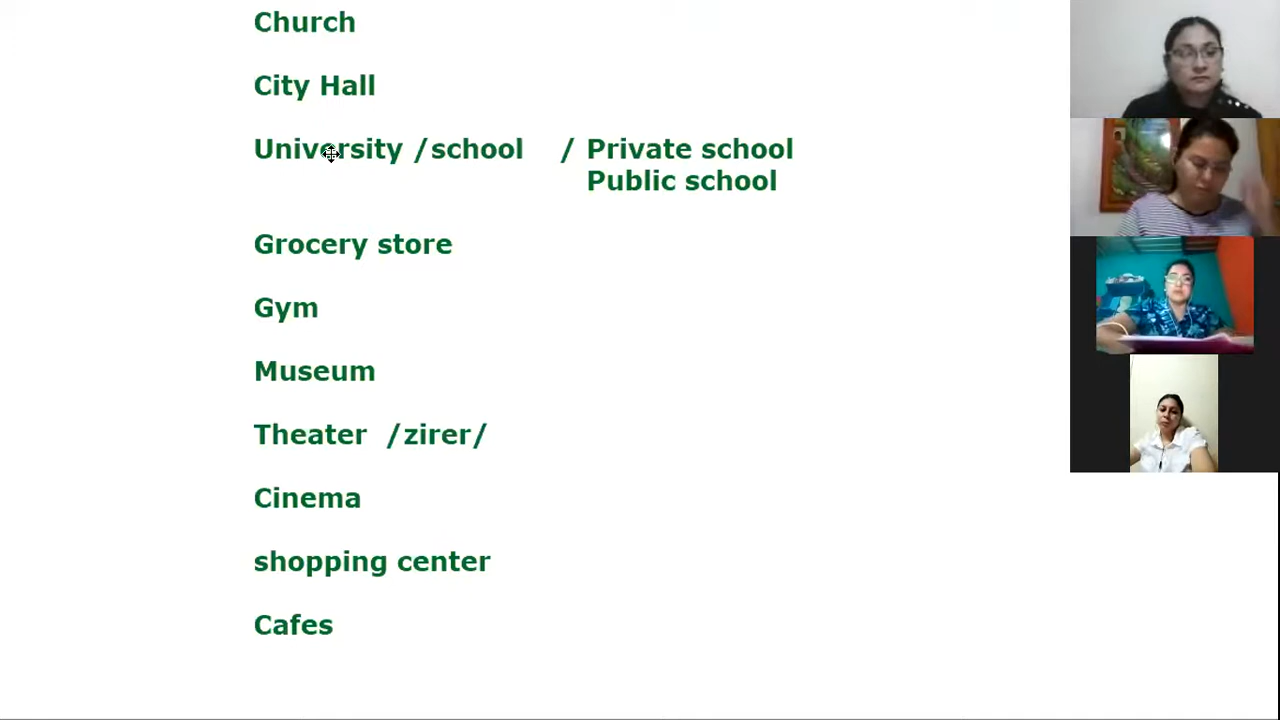 Church
City Hall
University /school / Private school
Public school
Grocery store
Gym
Museum
Theater /zirer/
Cinema
shopping center
Cafes